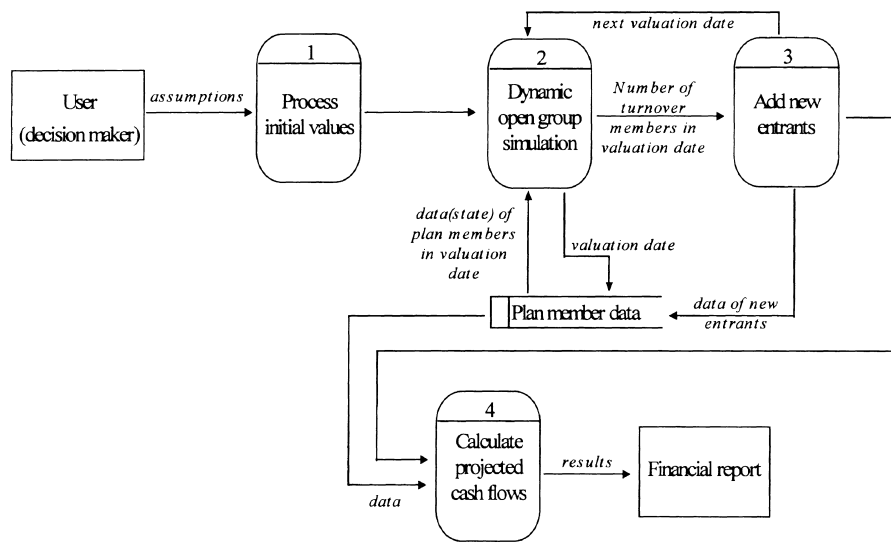 next valuation date
1
2
3
User
(decision maker)
assumptions
Process
initial values
Dynamic
open group
simulation
Number of
turnover
members in
valuation date
Add new
entrants
data(state) of
plan members
in valuation
date
valuation date
Plan member data
data of new
entrants
4
Calculate
projected
cash flows
data
results
Financial report